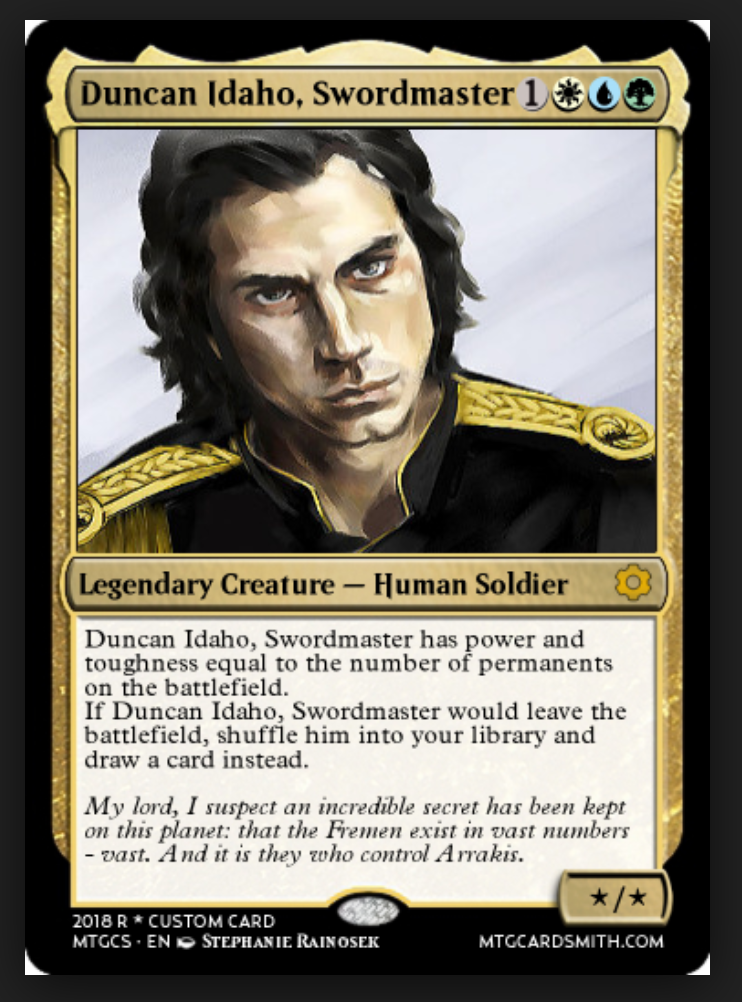 Duncan Idaho, Swordmaster 1
Legendary Creature — Human Soldier
Duncan Idaho, Swordmaster has power and
toughness equal to the number of permanents
on the battlefield.
If Duncan Idaho, Swordmaster would leave the
battlefield, shuffle him into your library and
draw a card instead.
My lord, I suspect an incredible secret has been kept
on this planet: that the Fremen exist in vast numbers
- vast. And it is they who control Arrakis.
★/★
2018 R * CUSTOM CARD
MTGCS · EN STEPHANIE RAINOSEK
MTGCARDSMITH.COM